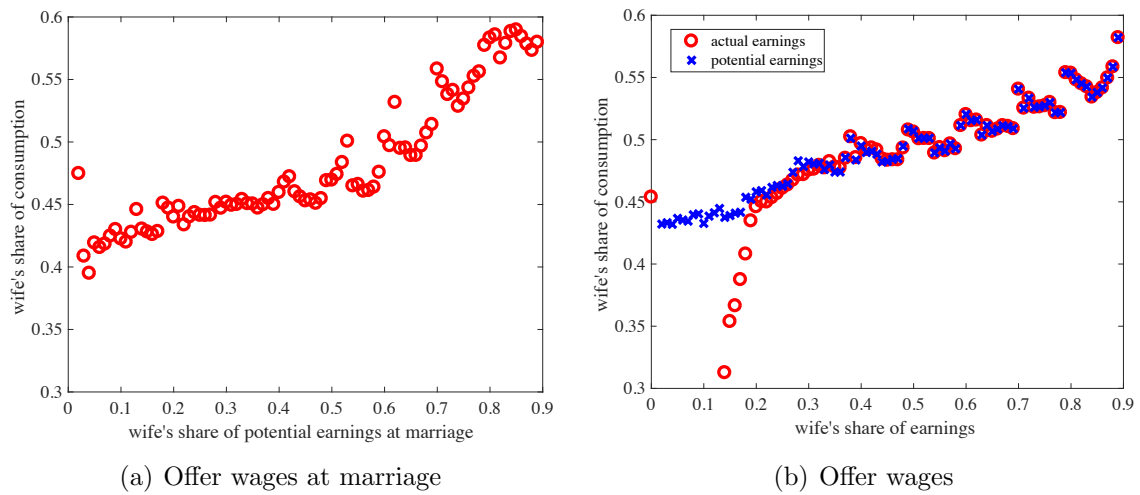 0.6
0.55
0.5
0.45
0.4
0.35
0.3
wife's share of consumption
0 0.1 0.2 0.3 0.4 0.5 0.6 0.7 0.8 0.9
wife's share of potential earnings at marriage
(a) Offer wages at marriage
0.6
0.55
0.5
0.45
0.4
0.35
0.3
wife's share of consumption
actual earnings
potential earnings
0 0.1 0.2 0.3 0.4 0.5 0.6 0.7 0.8 0.9
wife's share of earnings
(b) Offer wages